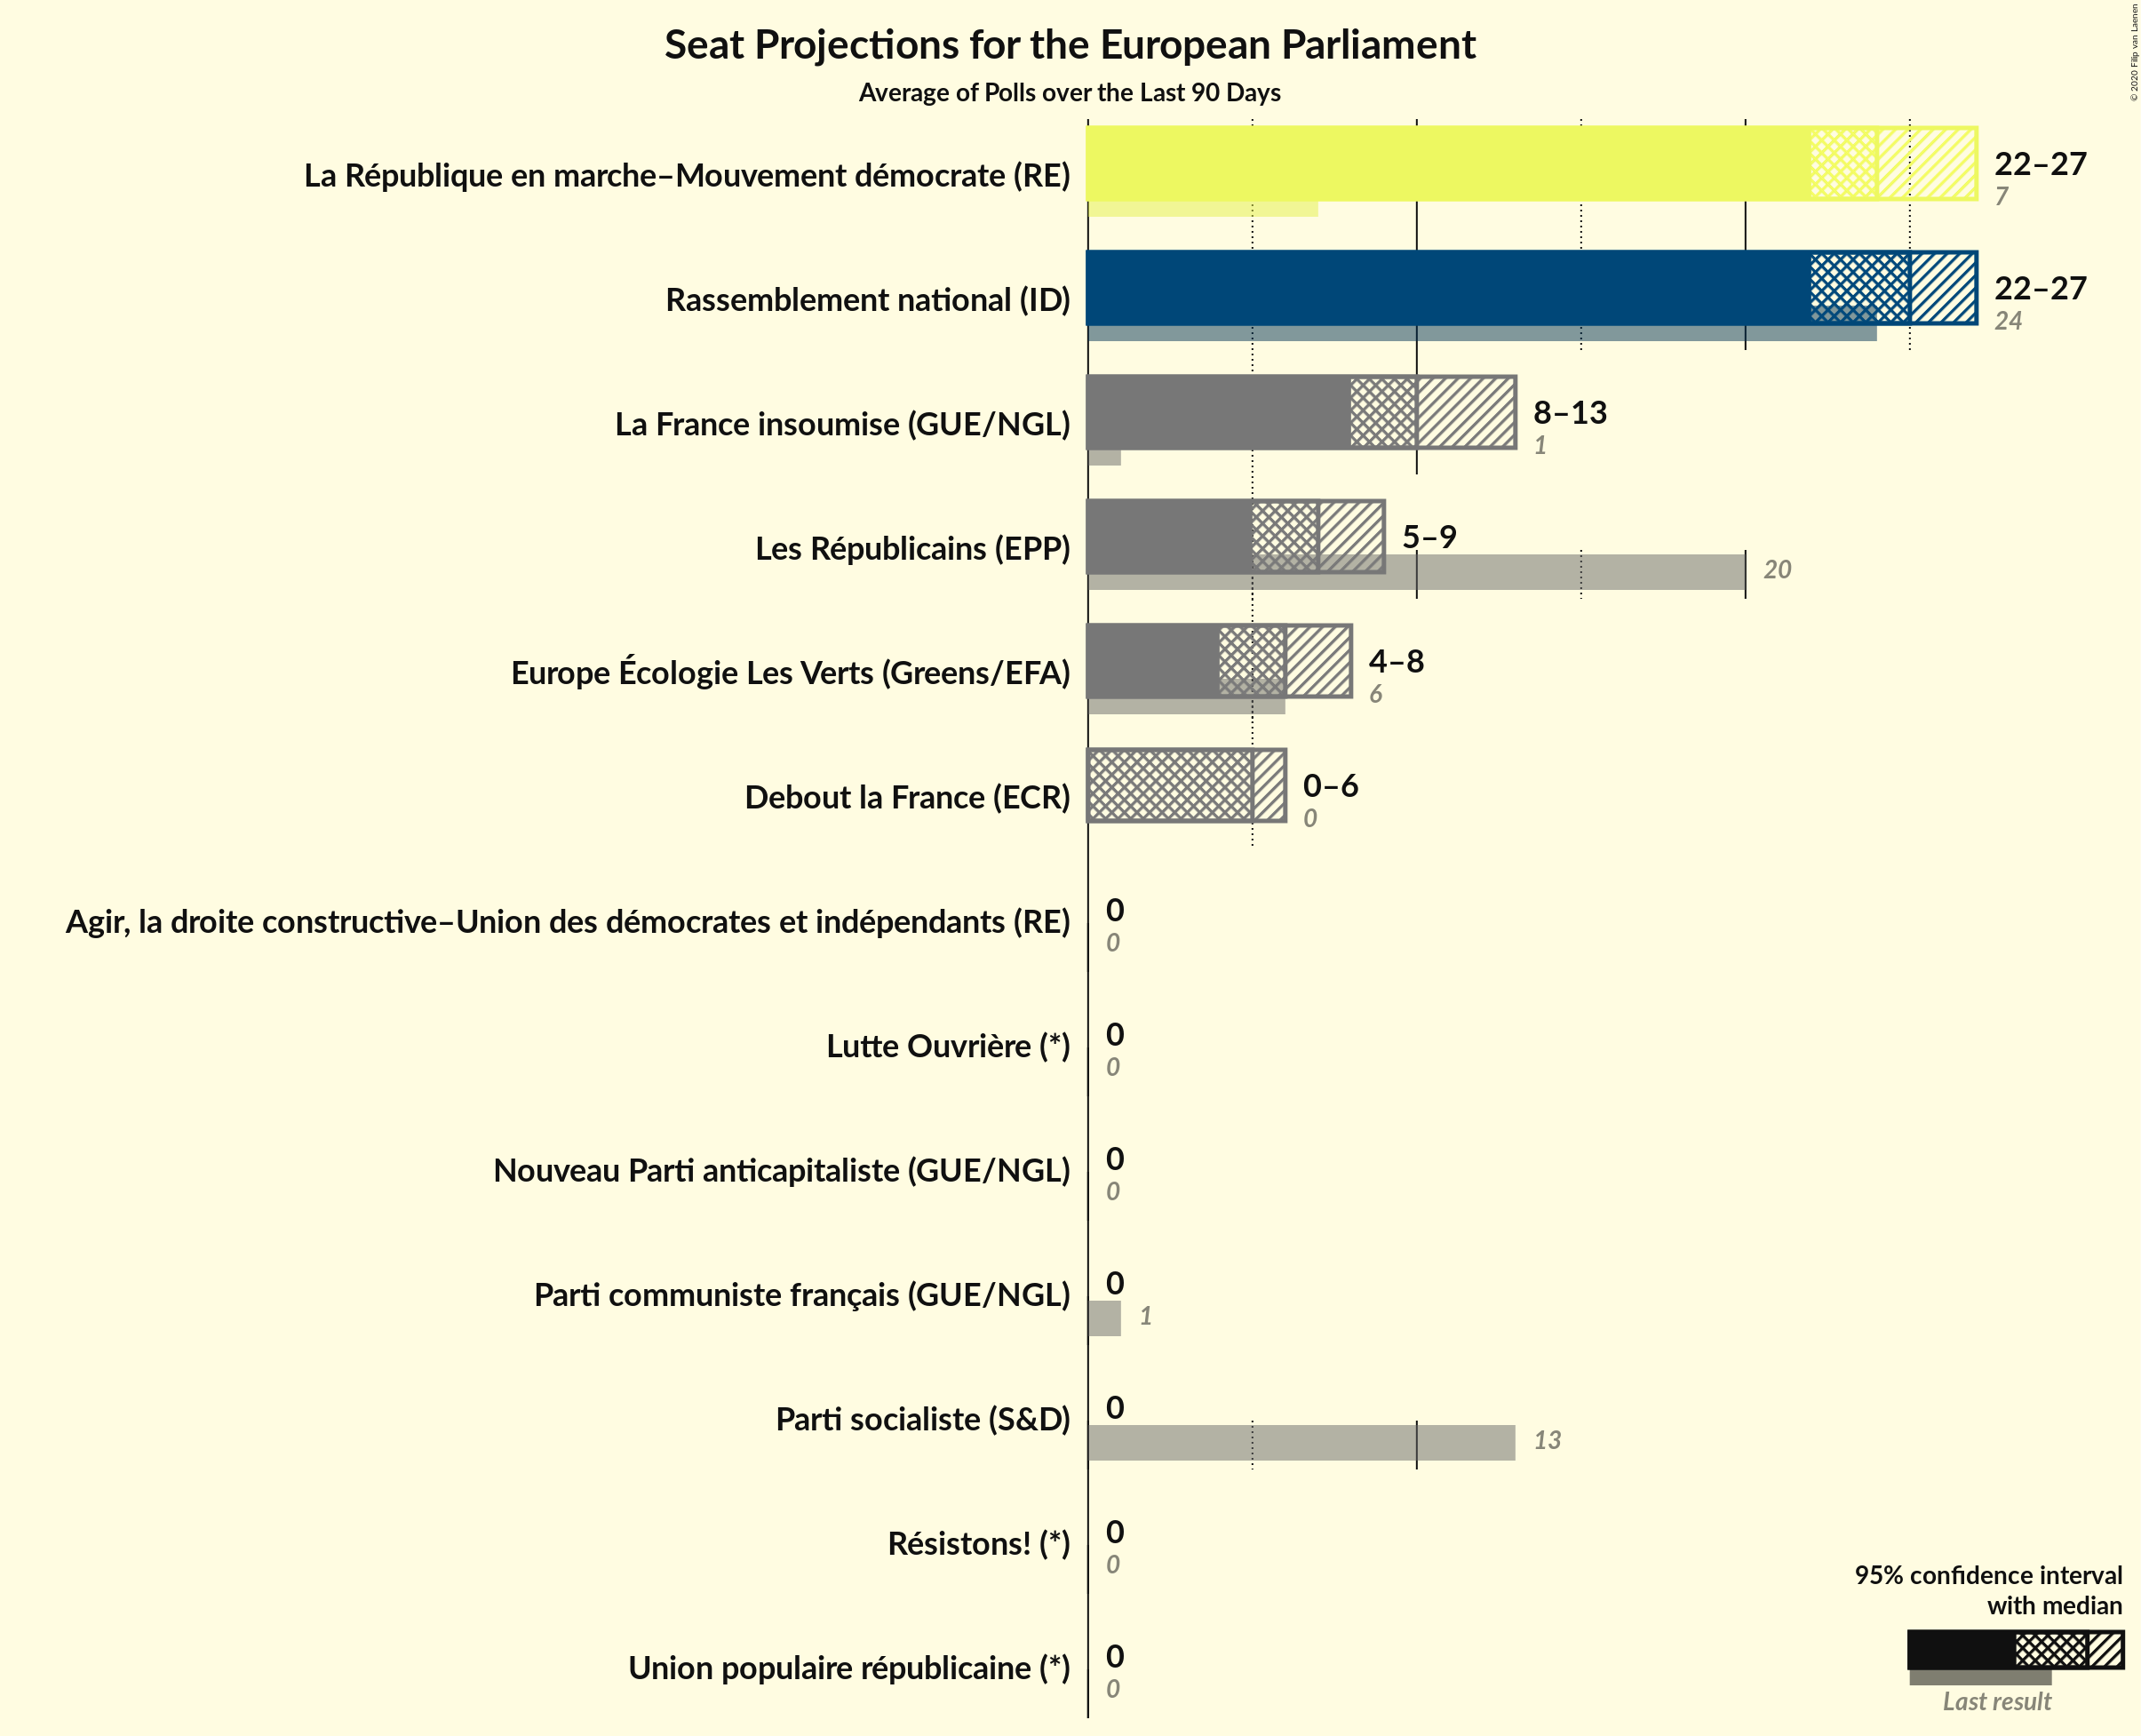 Seat Projections for the European Parliament
Average of Polls over the Last 90 Days
© 2020 Filip van Laenen
La République en marche–Mouvement démocrate (RE)
22–27
7
Rassemblement national (ID)
22–27
24
La France insoumise (GUE/NGL)
8–13
1
Les Républicains (EPP)
5–9
20
Europe Écologie Les Verts (Greens/EFA)
4–8
6
Debout la France (ECR)
0–6
0
Agir, la droite constructive–Union des démocrates et indépendants (RE)
0
0
Lutte Ouvrière (*)
0
0
Nouveau Parti anticapitaliste (GUE/NGL)
0
0
Parti communiste français (GUE/NGL)
0
1
Parti socialiste (S&D)
0
13
Résistons! (*)
0
0
Union populaire républicaine (*)
0
0
95% confidence interval
with median
Last result